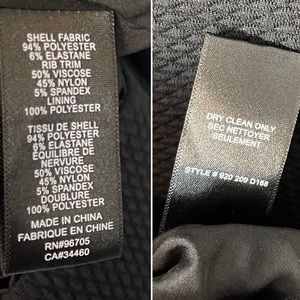 SHELL FABRIC
94% POLYESTER
6% ELASTANE
RIB TRIM
50% VISCOSE
45% NYLON
5% SPANDEX
LINING
100% POLYESTER
TISSU DE SHELL
94% POLYESTER
6% ELASTANE
ÉQUILIBRE DE
NERVURE
50% VISCOSE
45% NYLON
5% SPANDEX
DOUBLURE
100% POLYESTER
MADE IN CHINA
FABRIQUE EN CHINE
RN#96705
CA#34460
DRY CLEAN ONLY
SEC NETTOYER
SEULEMENT
STYLE # 920 209 D168